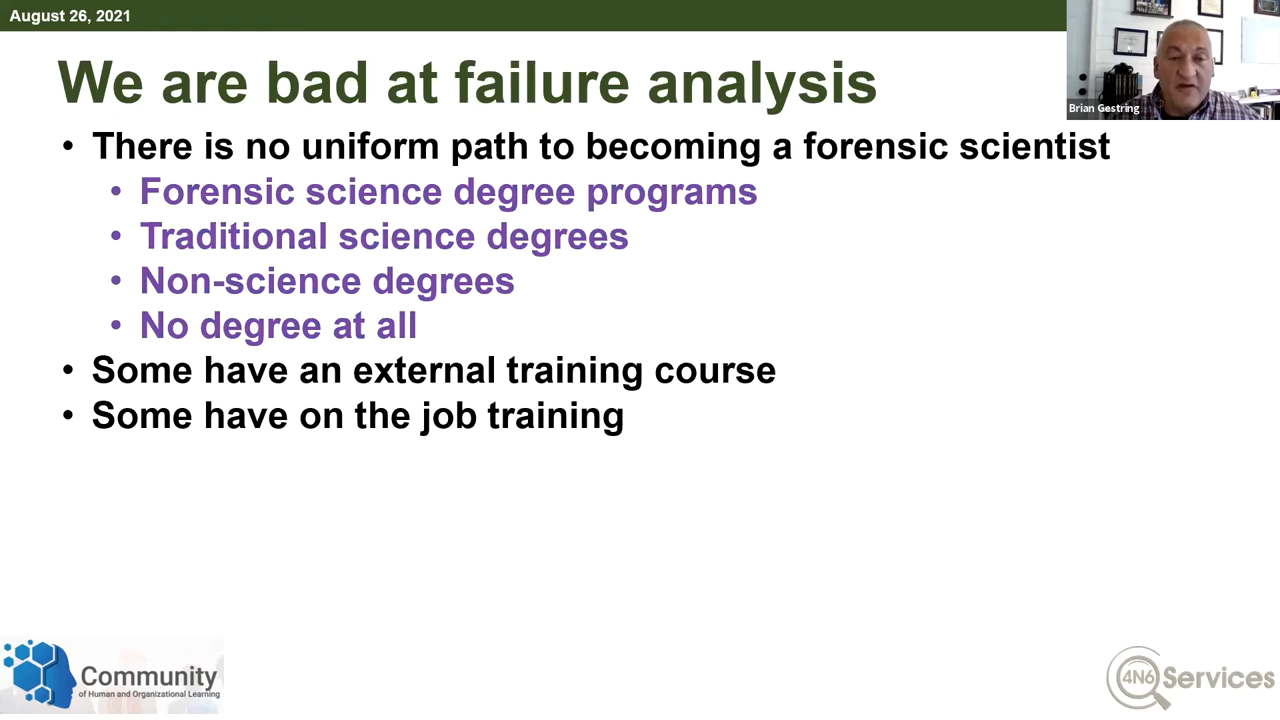 August 26, 2021
Brian Gestring
We are bad at failure analysis
• There is no uniform path to becoming a forensic scientist
• Forensic science degree programs
• Traditional science degrees
• Non-science degrees
• No degree at all
• Some have an external training course
• Some have on the job training
Community
of Human and Organizational Learning
4N6 Services